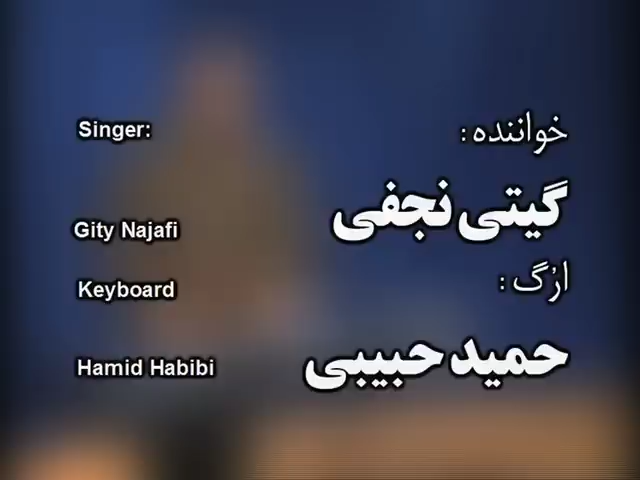 Singer:
خواننده :
Gity Najafi
گیتی نجفی
Keyboard
ارُگ :
Hamid Habibi
حمید حبیبی